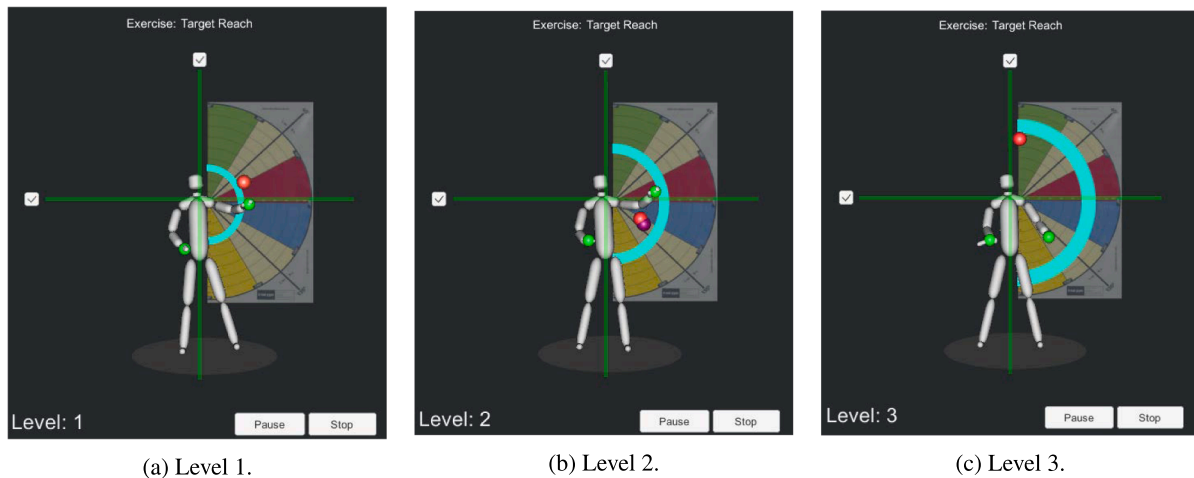 Exercise: Target Reach
Level: 1
Pause
Stop
(a) Level 1.
Exercise: Target Reach
Level: 2
Pause
Stop
(b) Level 2.
Exercise: Target Reach
Level: 3
Pause
Stop
(c) Level 3.